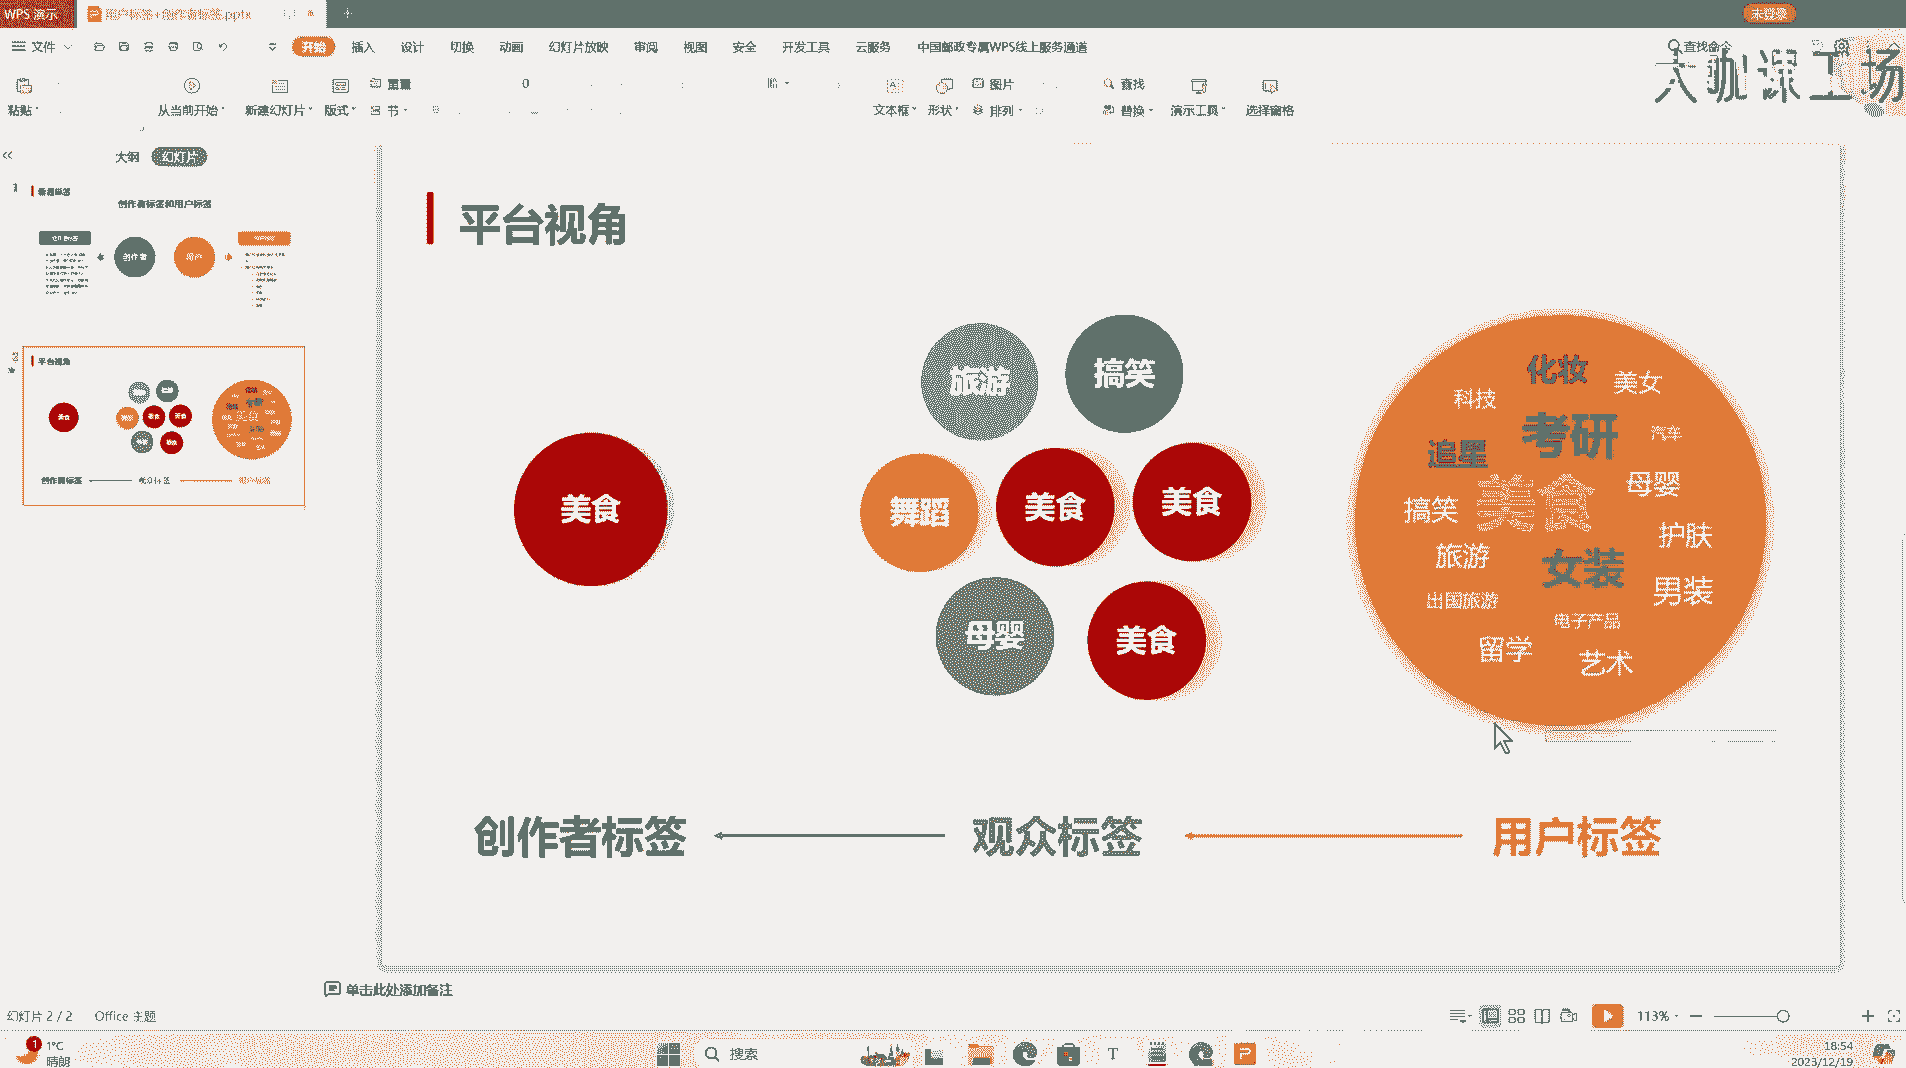 WPS 演示
用户标签+创作者标签.pptx
未登录
文件
开始 插入 设计 切换 动画 幻灯片放映 审阅 视图 安全 开发工具 云服务 中国邮政专属WPS线上服务通道
查找命令
大咖课工场
粘贴
从当前开始
新建幻灯片
版式
重置
节
0
文本框
形状
图片
排列
查找
替换
演示工具
选择窗格
大纲 幻灯片
1
创作者标签和用户标签
创作者
用户
平台视角
美食
创作者标签
观众标签
用户标签
平台视角
美食
旅游
搞笑
舞蹈
美食
美食
母婴
美食
化妆
科技
美女
考研
汽车
追星
母婴
搞笑
美食
护肤
旅游
女装
男装
出国旅游
电子产品
留学
艺术
创作者标签
观众标签
用户标签
单击此处添加备注
幻灯片 2 / 2
Office 主题
113%
1
1°C
晴朗
搜索
18:54
2023/12/19